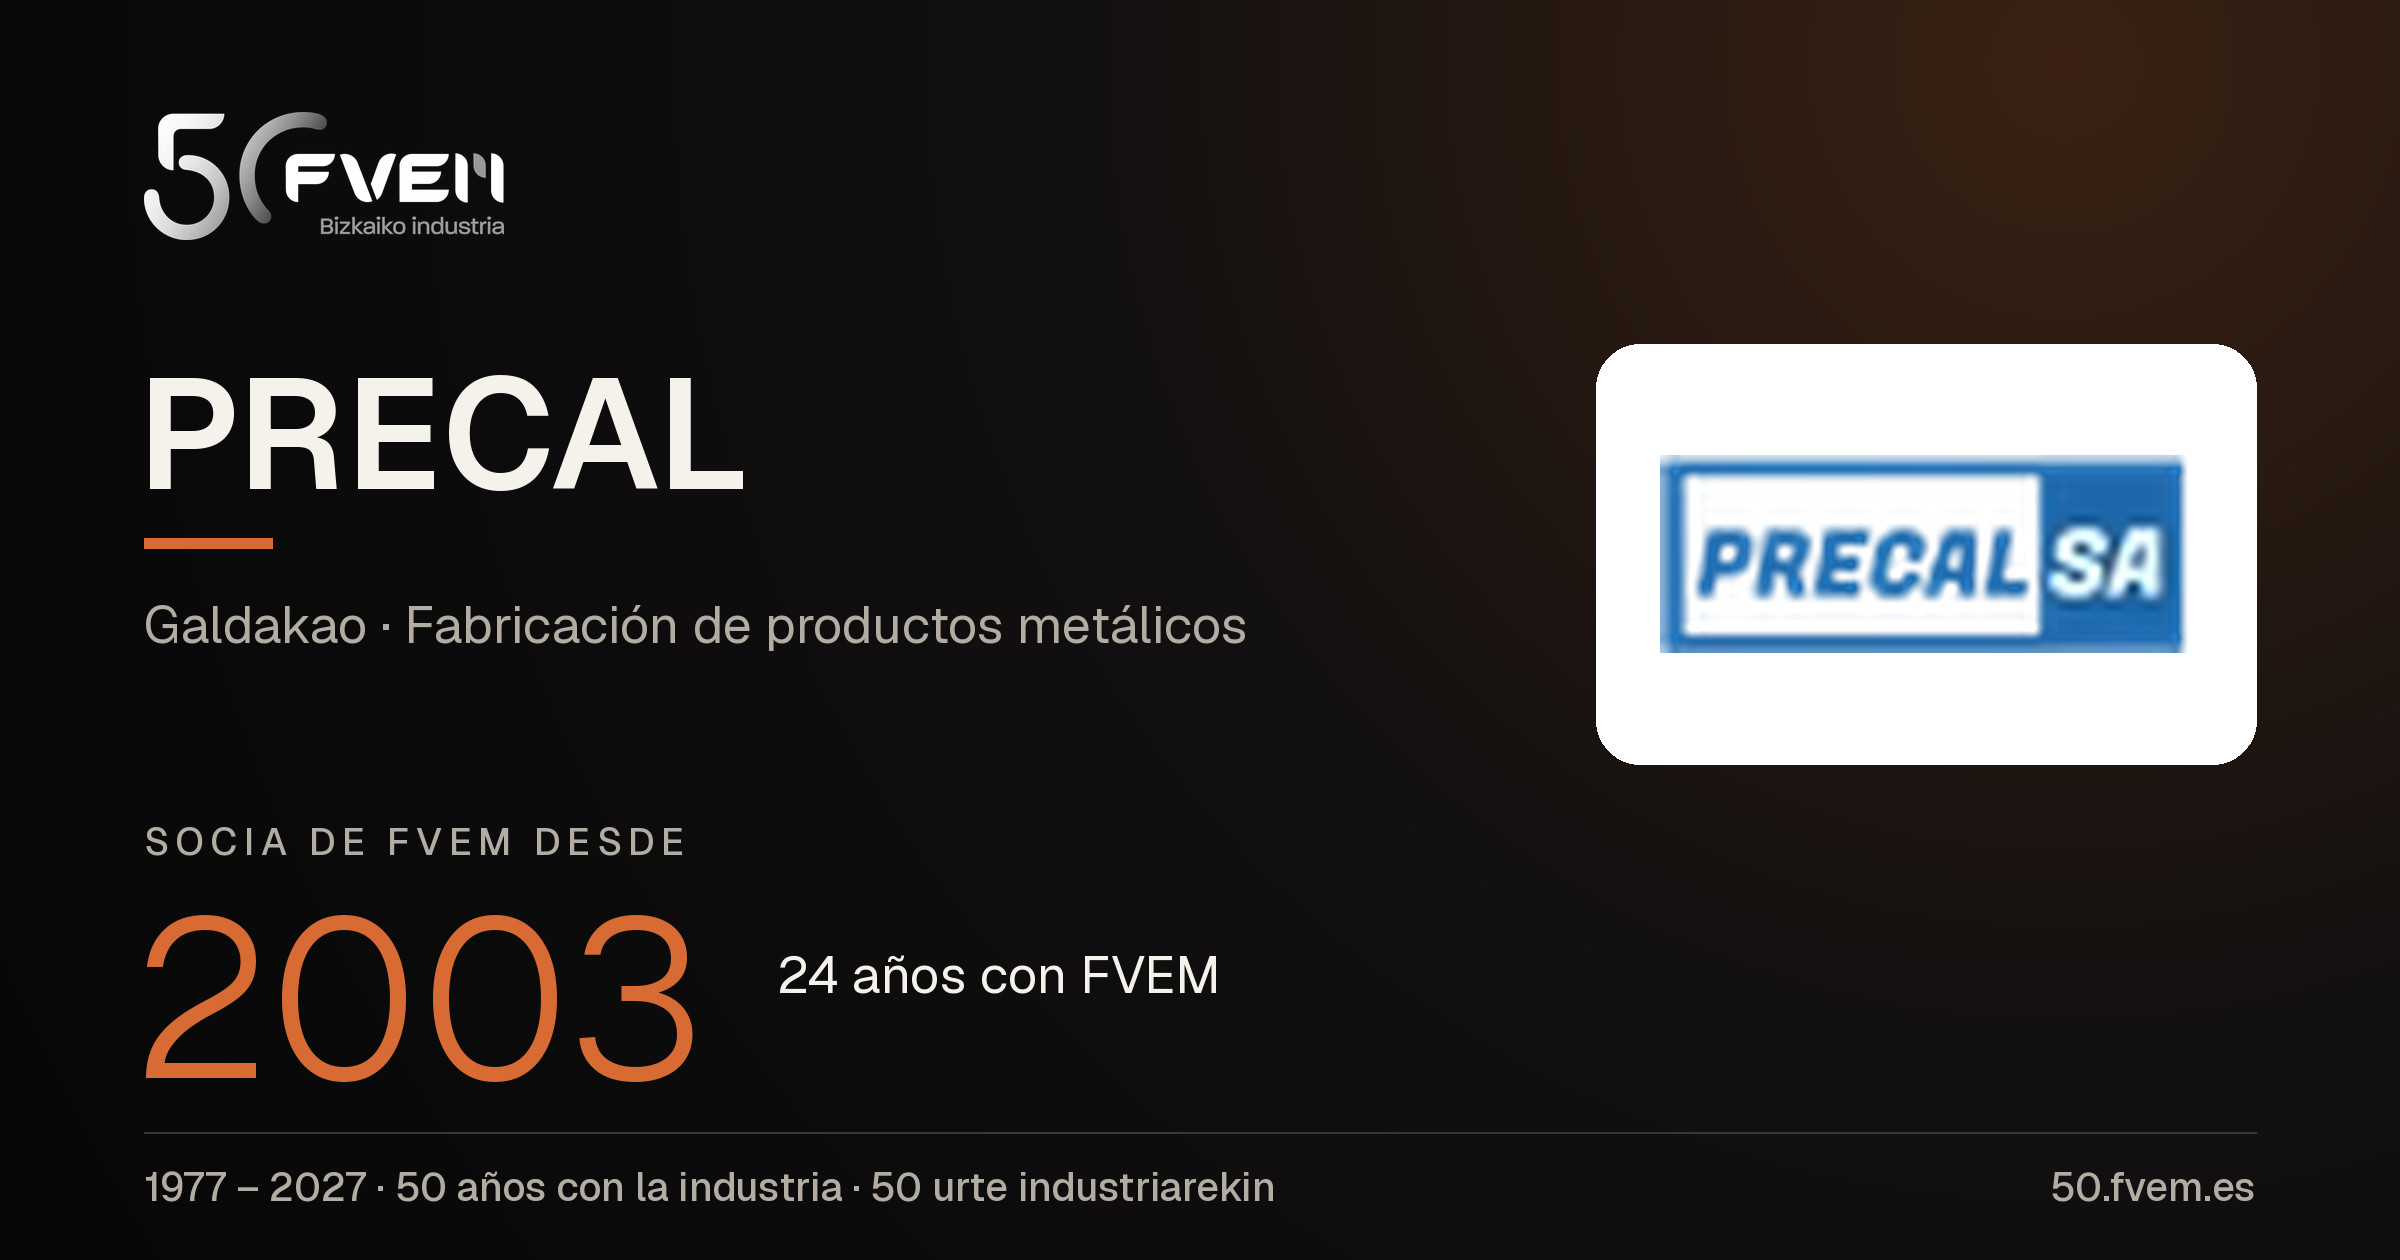 50 FVEM
Bizkaiko industria
PRECAL
Galdakao · Fabricación de productos metálicos
PRECAL SA
SOCIA DE FVEM DESDE
2003
24 años con FVEM
1977 – 2027 · 50 años con la industria · 50 urte industriarekin
50.fvem.es